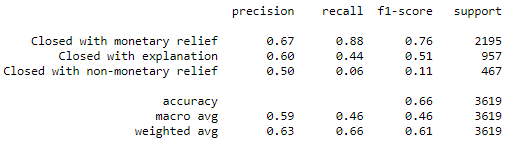 precision recall f1-score support
Closed with monetary relief 0.67 0.88 0.76 2195
Closed with explanation 0.60 0.44 0.51 957
Closed with non-monetary relief 0.50 0.06 0.11 467
accuracy 0.66 3619
macro avg 0.59 0.46 0.46 3619
weighted avg 0.63 0.66 0.61 3619